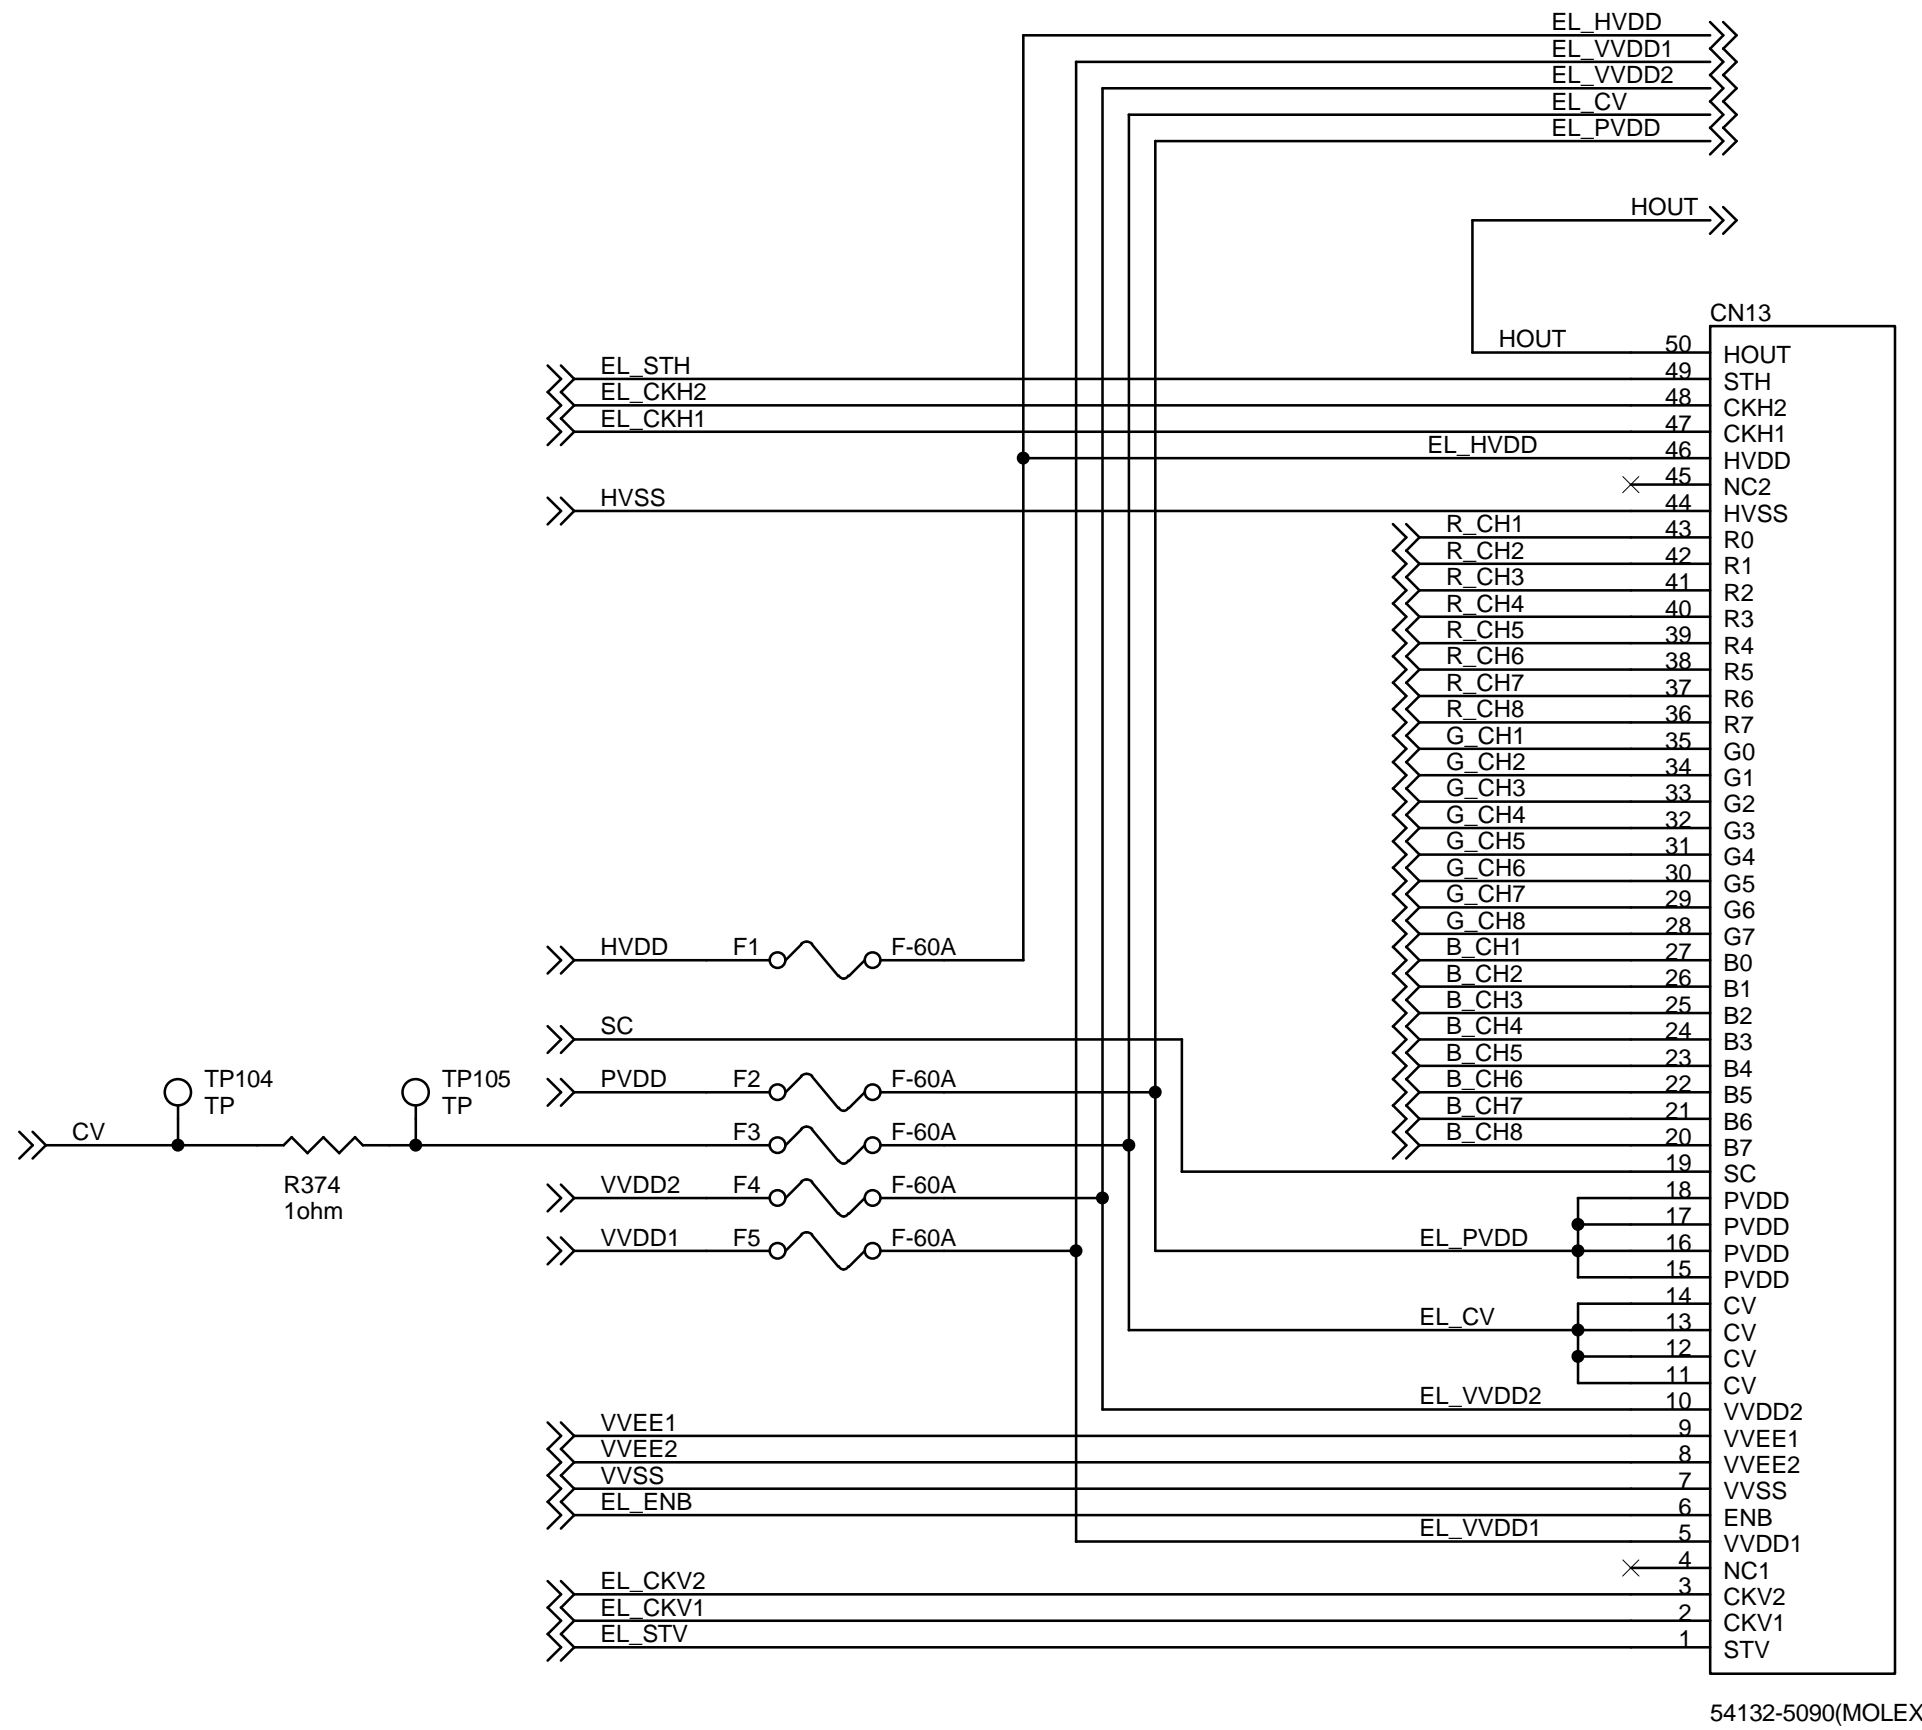 EL_HVDD
EL_VVDD1
EL_VVDD2
EL_CV
EL_PVDD
HOUT
CN13
HOUT 50 HOUT
EL_STH 49 STH
EL_CKH2 48 CKH2
EL_CKH1 47 CKH1
EL_HVDD 46 HVDD
45 NC2
HVSS 44 HVSS
R_CH1 43 R0
R_CH2 42 R1
R_CH3 41 R2
R_CH4 40 R3
R_CH5 39 R4
R_CH6 38 R5
R_CH7 37 R6
R_CH8 36 R7
G_CH1 35 G0
G_CH2 34 G1
G_CH3 33 G2
G_CH4 32 G3
G_CH5 31 G4
G_CH6 30 G5
G_CH7 29 G6
G_CH8 28 G7
HVDD F1 F-60A B_CH1 27 B0
B_CH2 26 B1
B_CH3 25 B2
SC B_CH4 24 B3
B_CH5 23 B4
TP104 TP105 PVDD F2 F-60A B_CH6 22 B5
TP TP B_CH7 21 B6
CV F3 F-60A B_CH8 20 B7
19 SC
R374 VVDD2 F4 F-60A 18 PVDD
1ohm 17 PVDD
VVDD1 F5 F-60A EL_PVDD 16 PVDD
15 PVDD
14 CV
EL_CV 13 CV
12 CV
11 CV
EL_VVDD2 10 VVDD2
VVEE1 9 VVEE1
VVEE2 8 VVEE2
VVSS 7 VVSS
EL_ENB 6 ENB
EL_VVDD1 5 VVDD1
4 NC1
EL_CKV2 3 CKV2
EL_CKV1 2 CKV1
EL_STV 1 STV
54132-5090(MOLEX